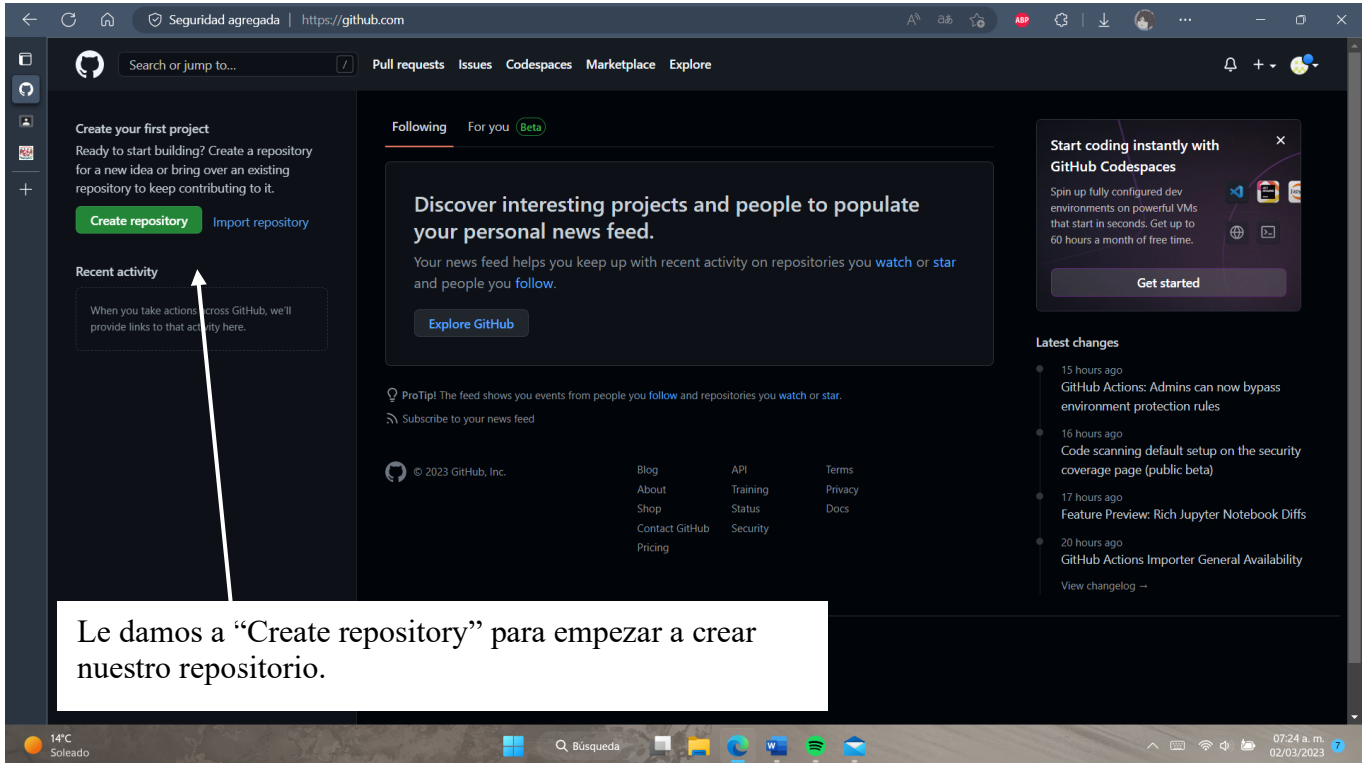 Seguridad agregada | https://github.com
ABP
Search or jump to...
/
Pull requests Issues Codespaces Marketplace Explore
Create your first project
Ready to start building? Create a repository
for a new idea or bring over an existing
repository to keep contributing to it.
Create repository Import repository
Recent activity
When you take actions across GitHub, we'll
provide links to that activity here.
Following For you Beta
Discover interesting projects and people to populate
your personal news feed.
Your news feed helps you keep up with recent activity on repositories you watch or star
and people you follow.
Explore GitHub
ProTip! The feed shows you events from people you follow and repositories you watch or star.
Subscribe to your news feed
© 2023 GitHub, Inc.
Blog
About
Shop
Contact GitHub
Pricing
API
Training
Status
Security
Terms
Privacy
Docs
Start coding instantly with
GitHub Codespaces
Spin up fully configured dev
environments on powerful VMs
that start in seconds. Get up to
60 hours a month of free time.
Get started
Latest changes
15 hours ago
GitHub Actions: Admins can now bypass
environment protection rules
16 hours ago
Code scanning default setup on the security
coverage page (public beta)
17 hours ago
Feature Preview: Rich Jupyter Notebook Diffs
20 hours ago
GitHub Actions Importer General Availability
View changelog →
Le damos a “Create repository” para empezar a crear
nuestro repositorio.
14°C
Soleado
Búsqueda
07:24 a. m.
02/03/2023
7